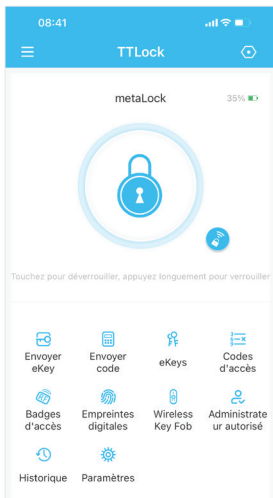 08:41
TTLock
metaLock 35%
Touchez pour déverrouiller, appuyez longuement pour verrouiller
Envoyer Envoyer eKeys Codes
eKey code d'accès
Badges Empreintes Wireless Administrate
d'accès digitales Key Fob ur autorisé
Historique Paramètres